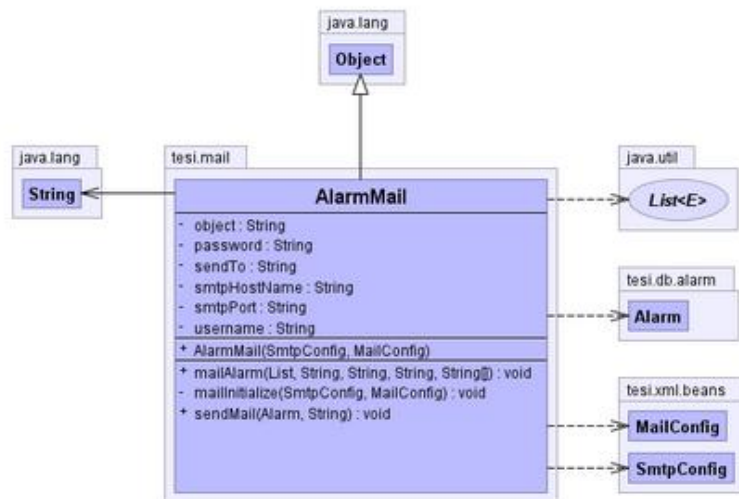 java.lang
Object
java.lang
String
tesi.mail
AlarmMail
- object : String
- password : String
- sendTo : String
- smtpHostName : String
- smtpPort : String
- username : String
+ AlarmMail(SmtpConfig, MailConfig)
+ mailAlarm(List, String, String, String, String[]) : void
- mailInitialize(SmtpConfig, MailConfig) : void
+ sendMail(Alarm, String) : void
java.util
List<E>
tesi.db.alarm
Alarm
tesi.xml.beans
MailConfig
SmtpConfig